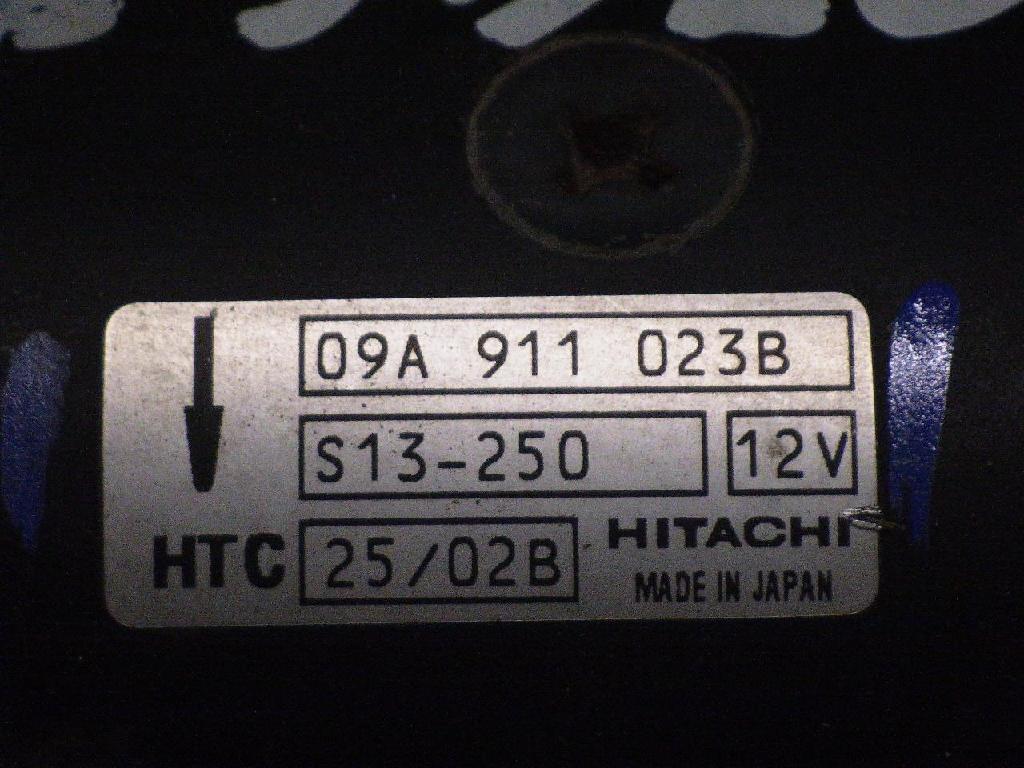 09A 911 023B
S13-250 12V
HTC 25/02B HITACHI
MADE IN JAPAN